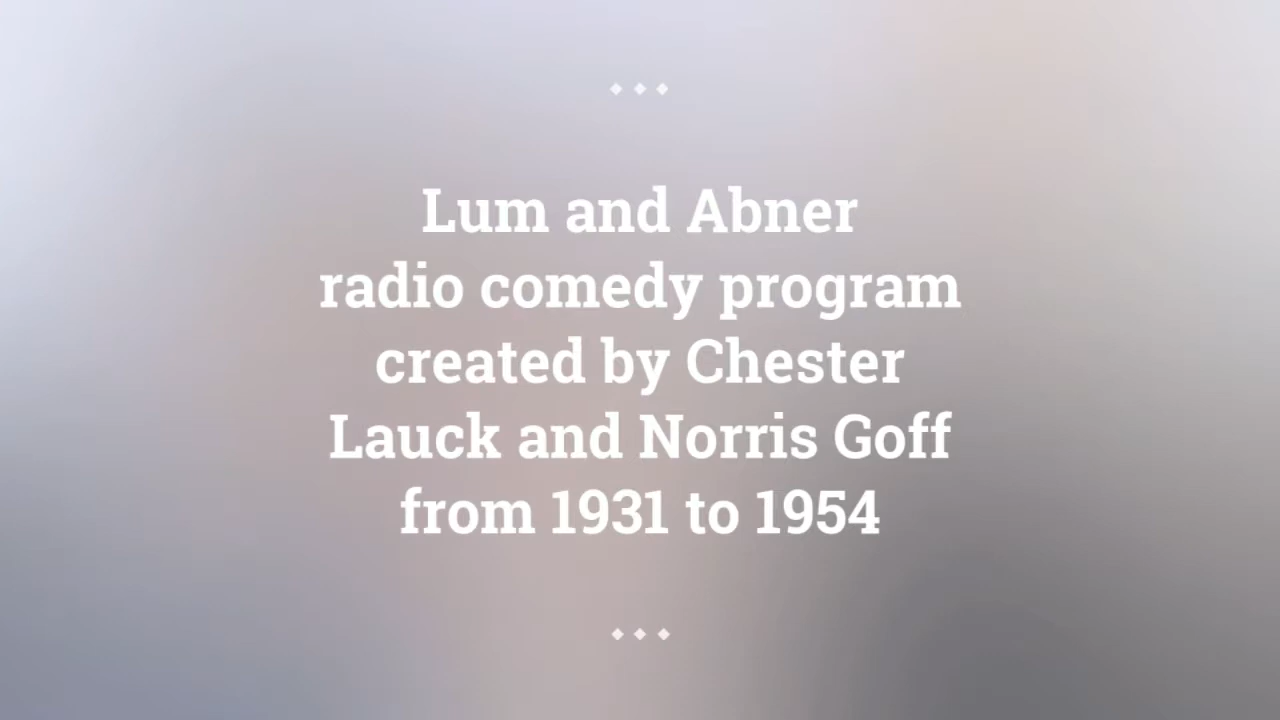 Lum and Abner
radio comedy program
created by Chester
Lauck and Norris Goff
from 1931 to 1954